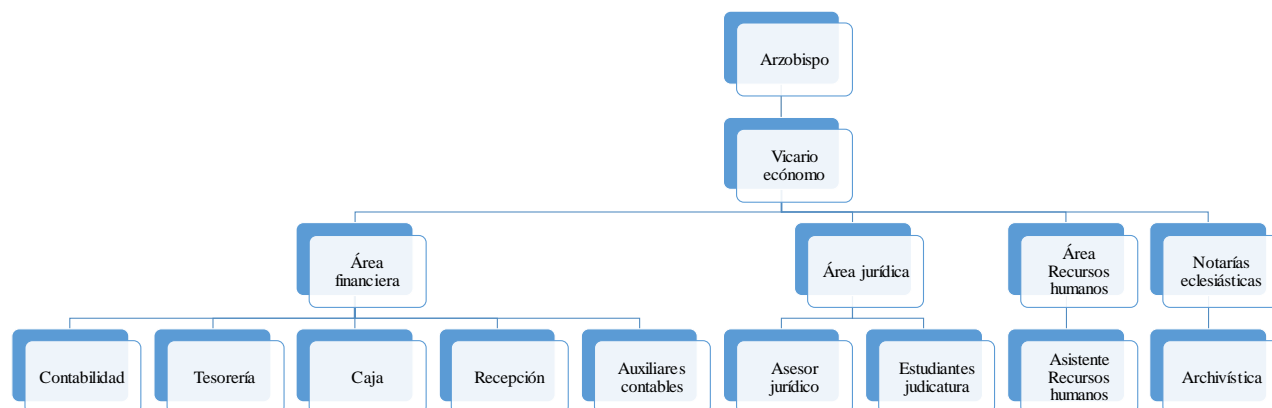 Arzobispo
Vicario
ecónomo
Área
financiera
Área jurídica
Área
Recursos
humanos
Notarías
eclesiásticas
Contabilidad
Tesorería
Caja
Recepción
Auxiliares
contables
Asesor
jurídico
Estudiantes
judicatura
Asistente
Recursos
humanos
Archivística